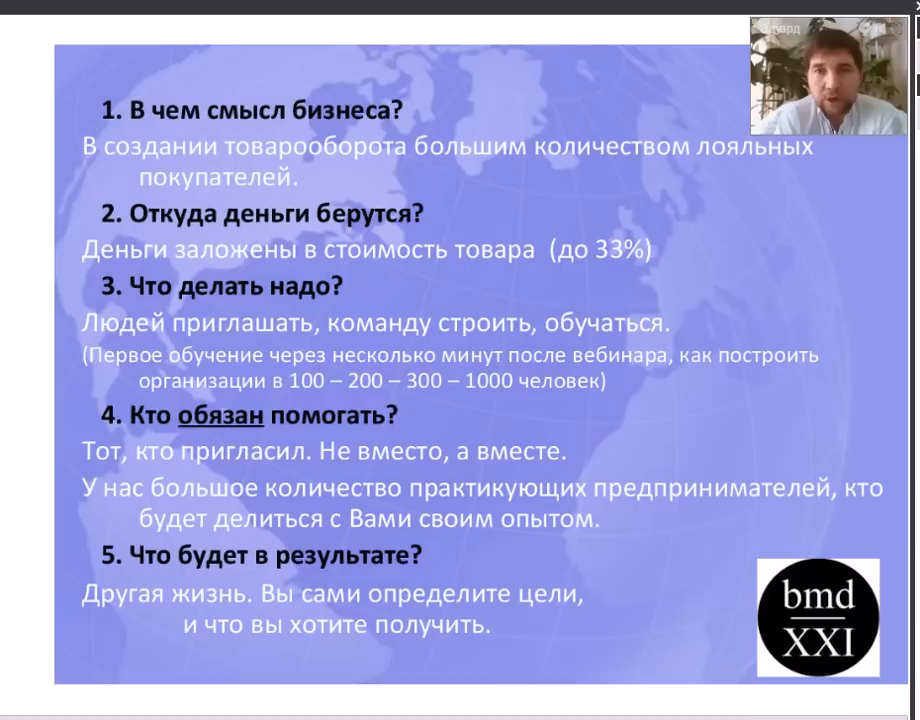 Эдуард
1. В чем смысл бизнеса?
В создании товарооборота большим количеством лояльных
покупателей.
2. Откуда деньги берутся?
Деньги заложены в стоимость товара (до 33%)
3. Что делать надо?
Людей приглашать, команду строить, обучаться.
(Первое обучение через несколько минут после вебинара, как построить
организации в 100 – 200 – 300 – 1000 человек)
4. Кто обязан помогать?
Тот, кто пригласил. Не вместо, а вместе.
У нас большое количество практикующих предпринимателей, кто
будет делиться с Вами своим опытом.
5. Что будет в результате?
Другая жизнь. Вы сами определите цели,
и что вы хотите получить.
bmd
XXI